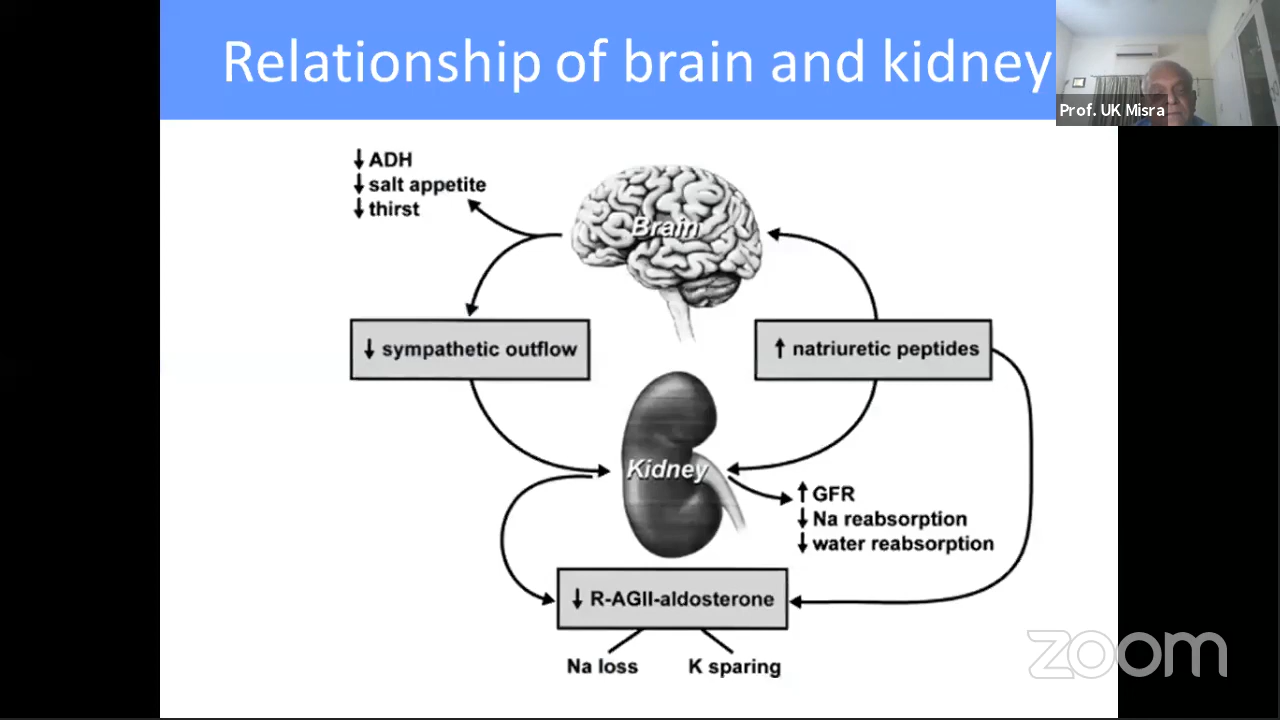 Relationship of brain and kidney
Prof. UK Misra
↓ ADH
↓ salt appetite
↓ thirst
Brain
↓ sympathetic outflow
↑ natriuretic peptides
Kidney
↑ GFR
↓ Na reabsorption
↓ water reabsorption
↓ R-AGII-aldosterone
Na loss
K sparing
zoom